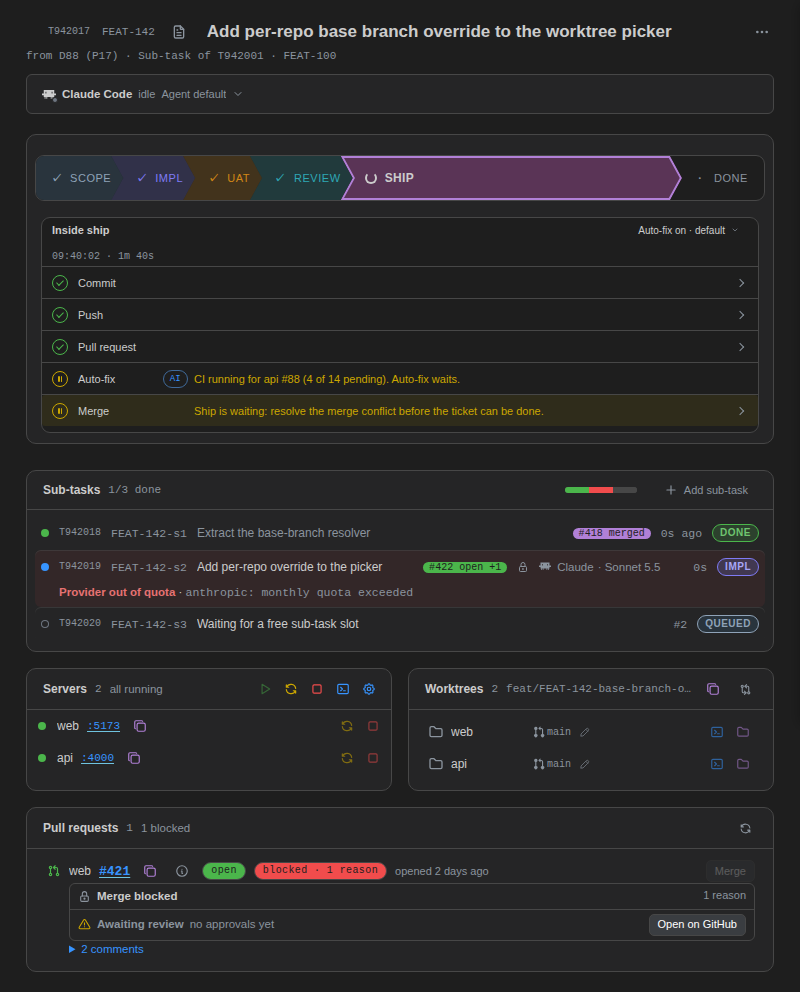 T942017 FEAT-142 Add per-repo base branch override to the worktree picker
from D88 (P17) · Sub-task of T942001 · FEAT-100
Claude Code idle Agent default
SCOPE IMPL UAT REVIEW SHIP DONE
Inside ship Auto-fix on · default
09:40:02 · 1m 40s
Commit
Push
Pull request
Auto-fix AI CI running for api #88 (4 of 14 pending). Auto-fix waits.
Merge Ship is waiting: resolve the merge conflict before the ticket can be done.
Sub-tasks 1/3 done Add sub-task
T942018 FEAT-142-s1 Extract the base-branch resolver #418 merged 0s ago DONE
T942019 FEAT-142-s2 Add per-repo override to the picker #422 open +1 Claude · Sonnet 5.5 0s IMPL
Provider out of quota · anthropic: monthly quota exceeded
T942020 FEAT-142-s3 Waiting for a free sub-task slot #2 QUEUED
Servers 2 all running
web :5173
api :4000
Worktrees 2 feat/FEAT-142-base-branch-o…
web main
api main
Pull requests 1 1 blocked
web #421 open blocked · 1 reason opened 2 days ago Merge
Merge blocked 1 reason
Awaiting review no approvals yet Open on GitHub
2 comments